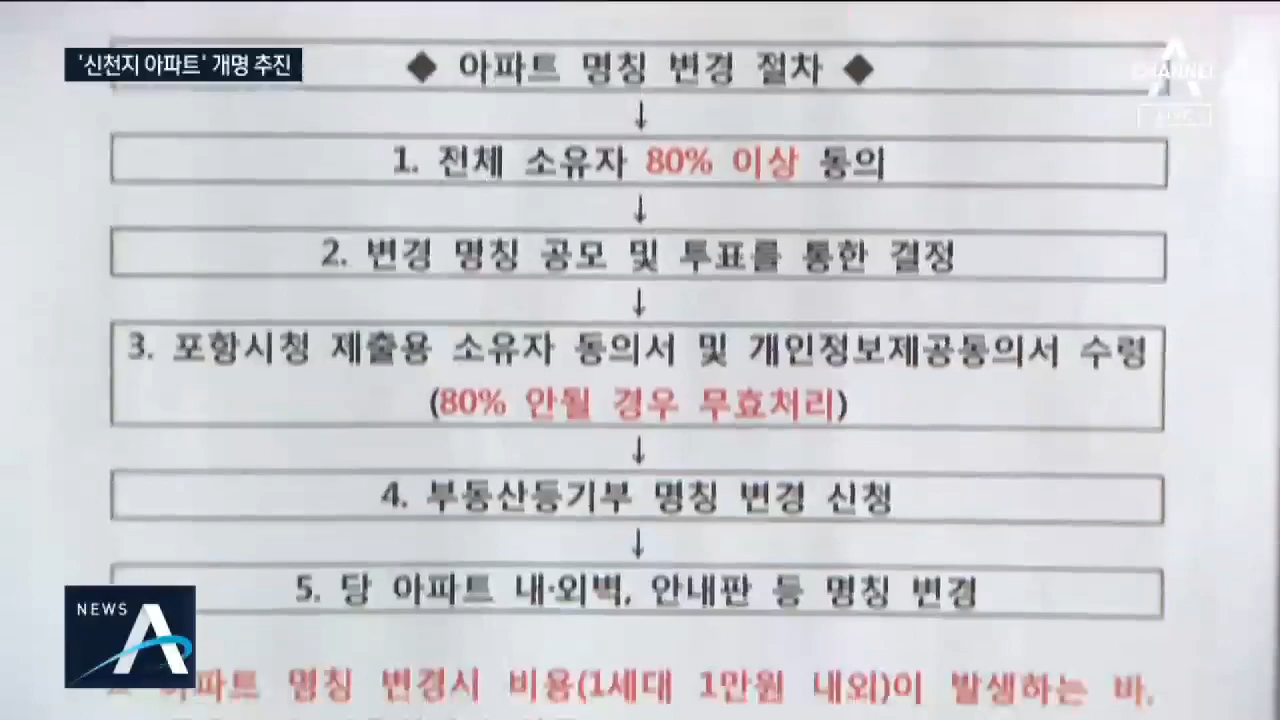 '신천지 아파트' 개명 추진
◆ 아파트 명칭 변경 절차 ◆
CHANNEL
A
↓
1. 전체 소유자 80% 이상 동의
↓
2. 변경 명칭 공모 및 투표를 통한 결정
↓
3. 포항시청 제출용 소유자 동의서 및 개인정보제공동의서 수령
(80% 안될 경우 무효처리)
↓
4. 부동산등기부 명칭 변경 신청
↓
5. 당 아파트 내·외벽, 안내판 등 명칭 변경
NEWS A
아파트 명칭 변경시 비용(1세대 1만원 내외)이 발생하는 바,